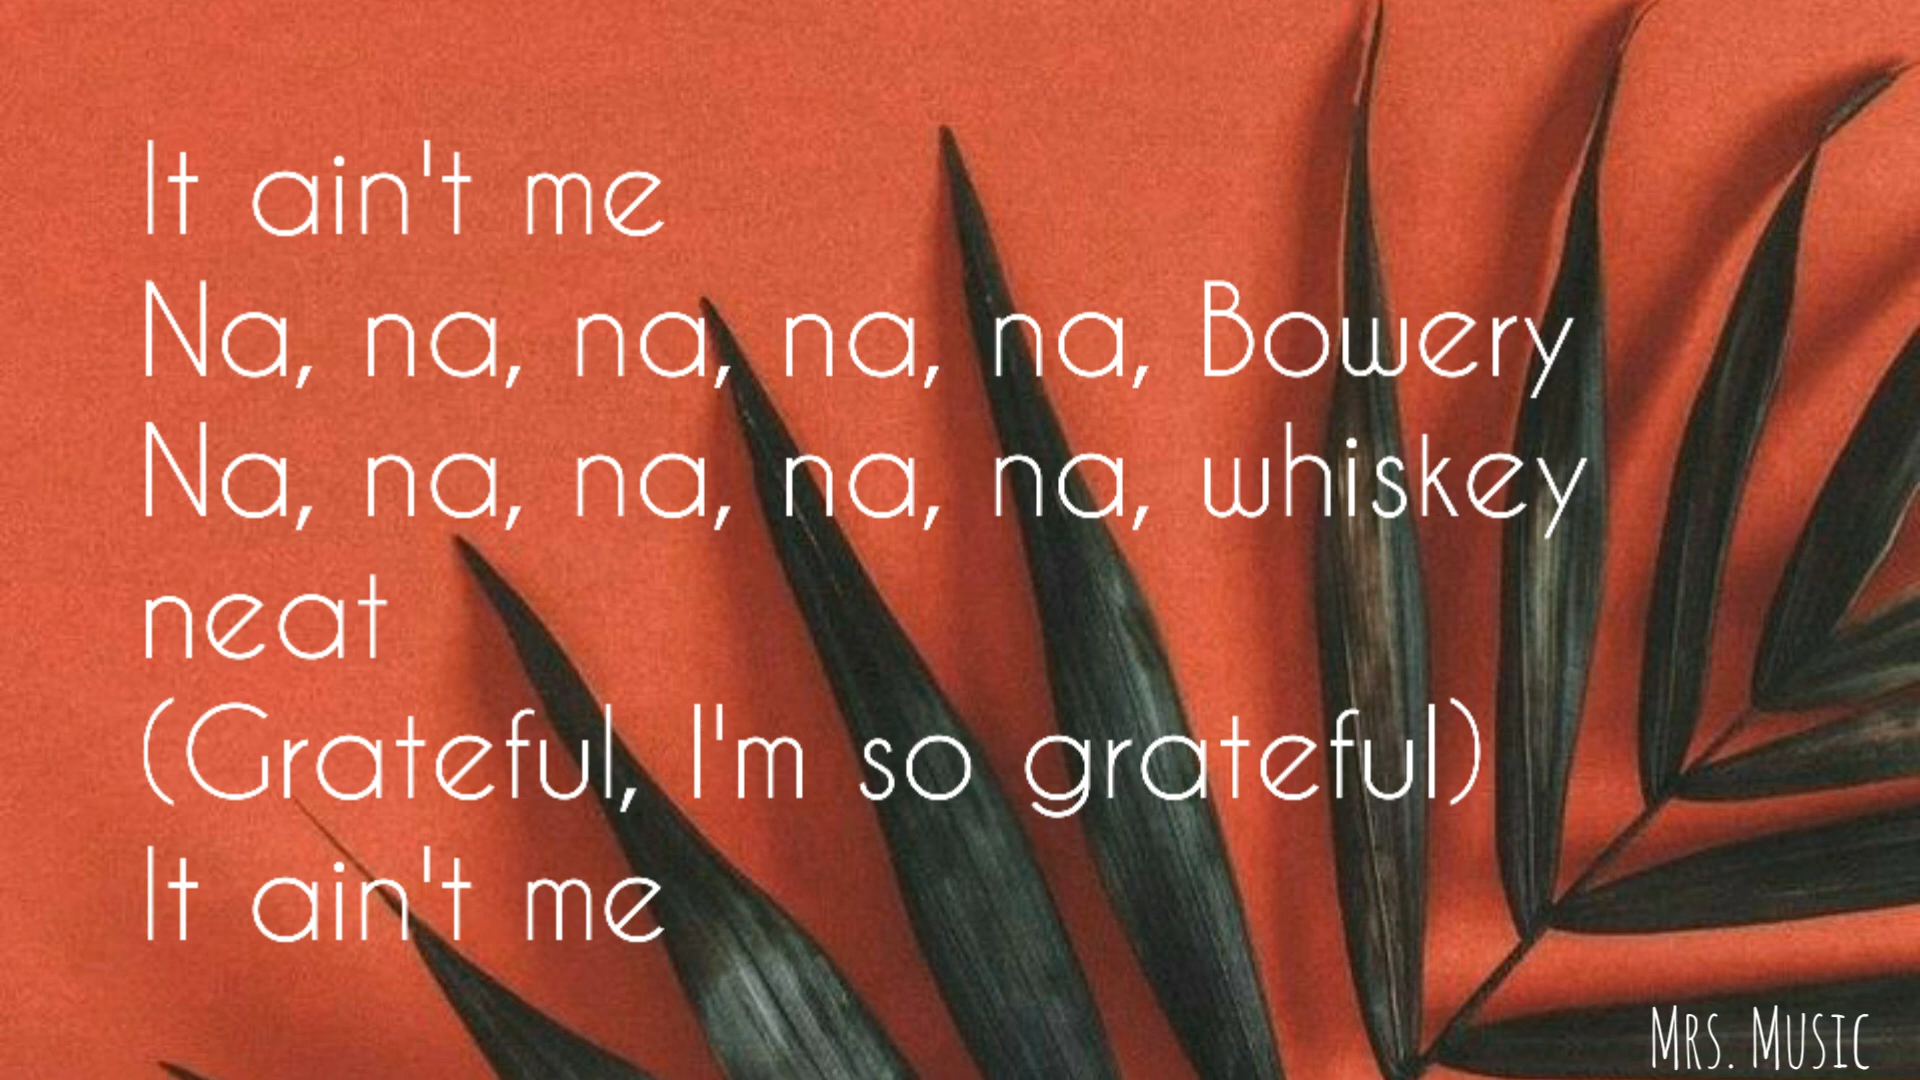 It ain't me
Na, na, na, na, na, Bowery
Na, na, na, na, na, whiskey
neat
(Grateful, I'm so grateful)
It ain't me
Mrs. Music